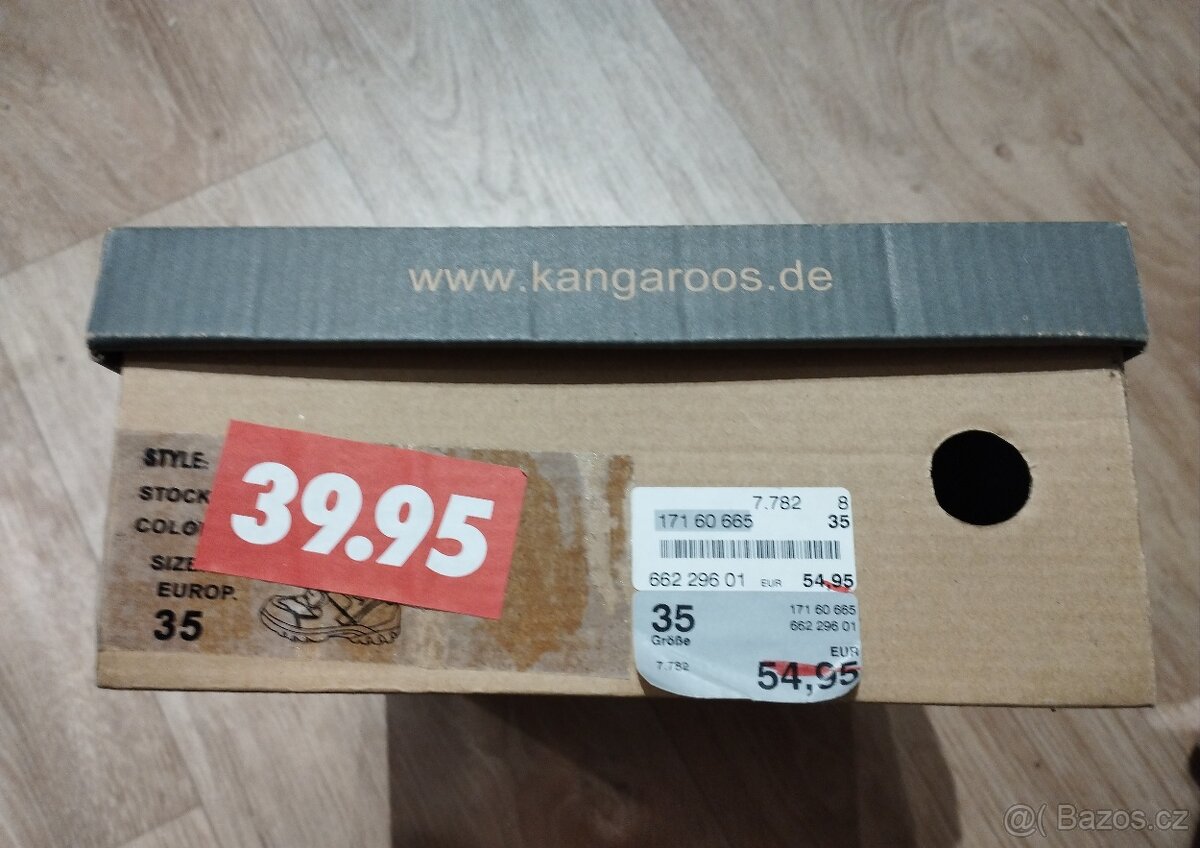 www.kangaroos.de
STYLE:
STOCK
COLO
SIZE
EUROP.
35
39.95
7.782 8
171 60 665 35
662 296 01 EUR 54,95
35 171 60 665
Größe 662 296 01
EUR
7.782 54,95
@( Bazos.cz